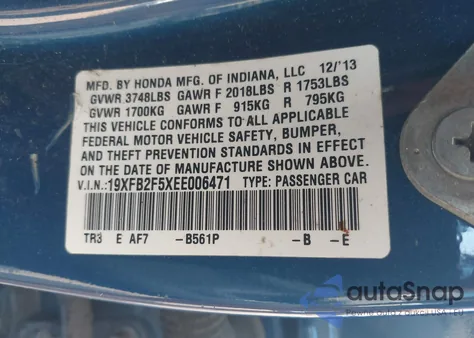 MFD. BY HONDA MFG. OF INDIANA, LLC 12/'13
GVWR 3748LBS GAWR F 2018LBS R 1753LBS
GVWR 1700KG GAWR F 915KG R 795KG
THIS VEHICLE CONFORMS TO ALL APPLICABLE
FEDERAL MOTOR VEHICLE SAFETY, BUMPER,
AND THEFT PREVENTION STANDARDS IN EFFECT
ON THE DATE OF MANUFACTURE SHOWN ABOVE.
V.I.N.: 19XFB2F5XEE006471 TYPE: PASSENGER CAR
TR3 E AF7 -B561P -B -E
autoSnap